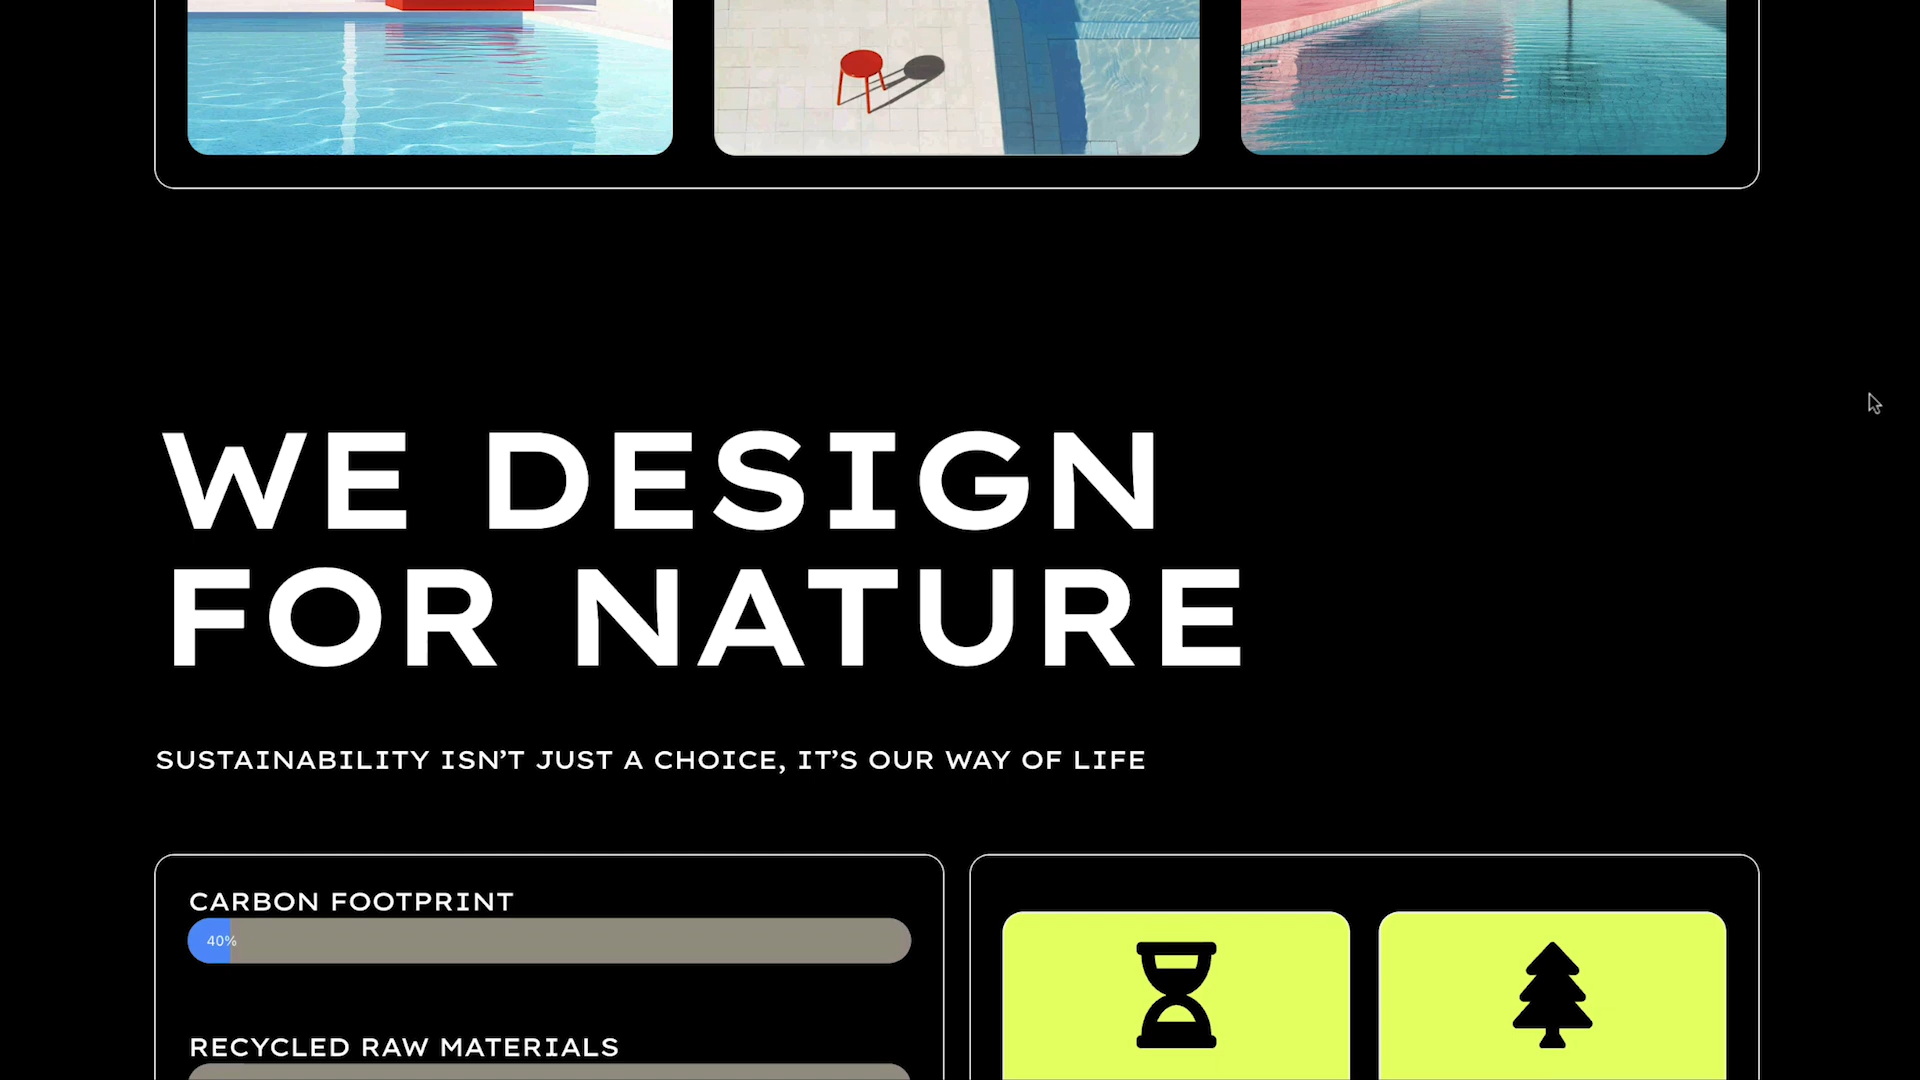 WE DESIGN
FOR NATURE
SUSTAINABILITY ISN’T JUST A CHOICE, IT’S OUR WAY OF LIFE
CARBON FOOTPRINT
40%
RECYCLED RAW MATERIALS